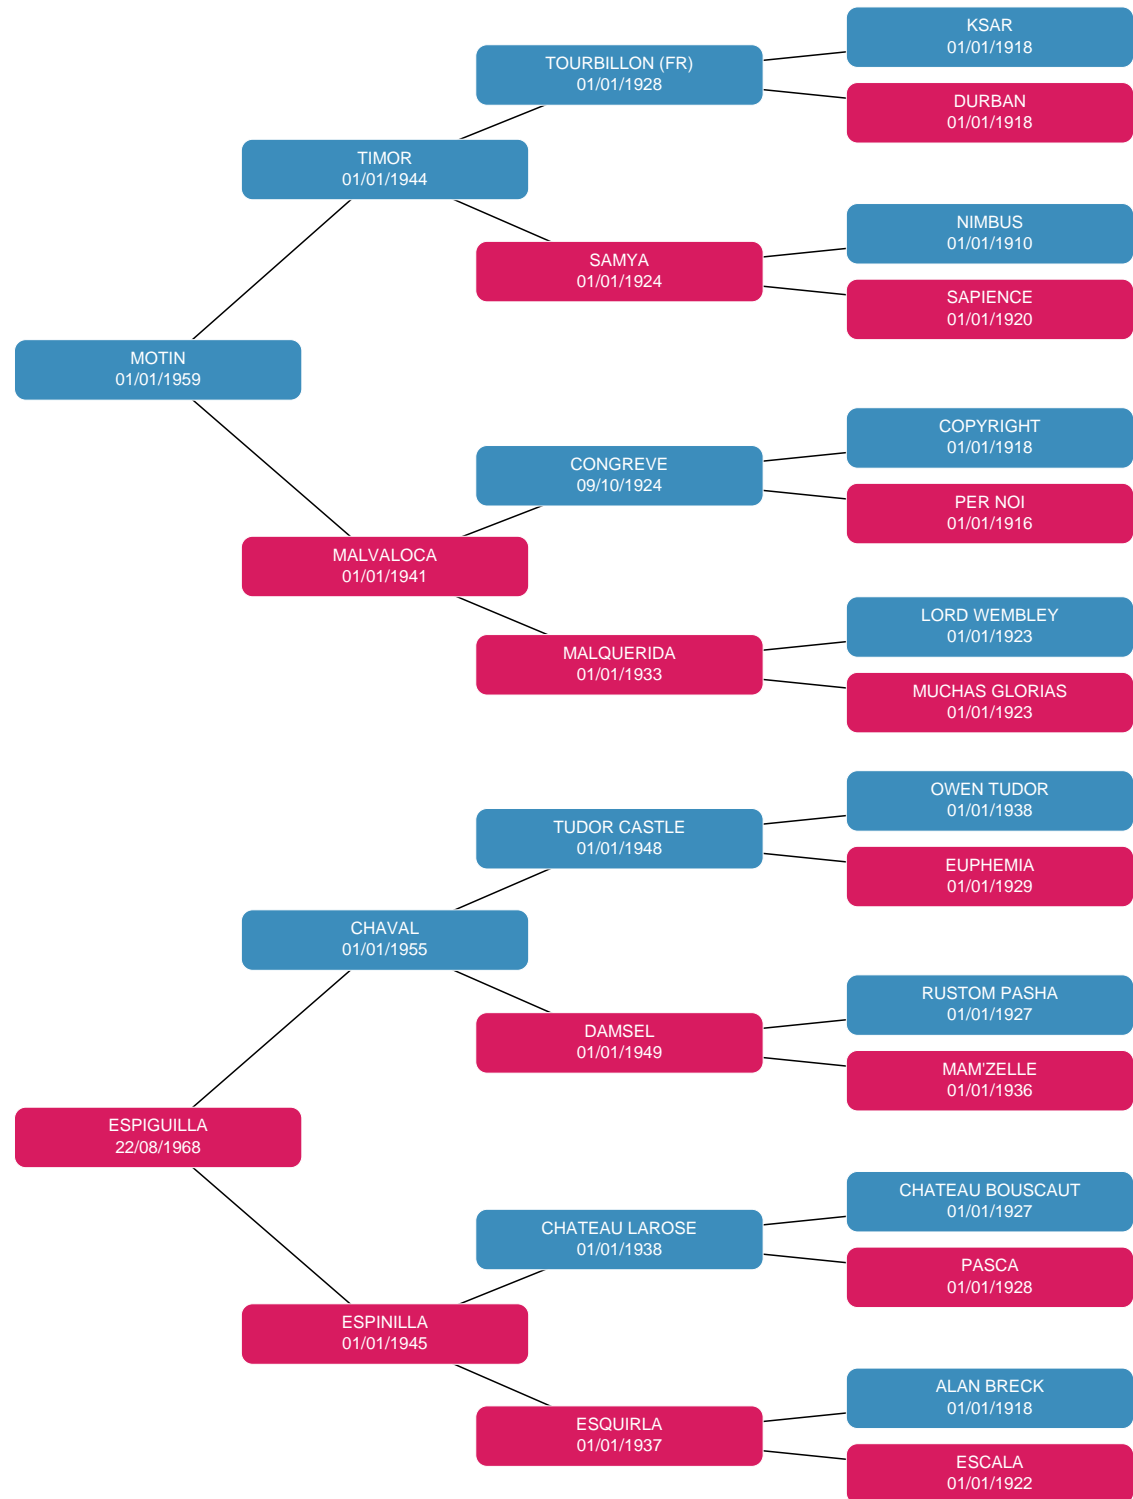 KSAR
01/01/1918
TOURBILLON (FR)
01/01/1928
DURBAN
01/01/1918
TIMOR
01/01/1944
NIMBUS
01/01/1910
SAMYA
01/01/1924
SAPIENCE
01/01/1920
MOTIN
01/01/1959
COPYRIGHT
01/01/1918
CONGREVE
09/10/1924
PER NOI
01/01/1916
MALVALOCA
01/01/1941
LORD WEMBLEY
01/01/1923
MALQUERIDA
01/01/1933
MUCHAS GLORIAS
01/01/1923
OWEN TUDOR
01/01/1938
TUDOR CASTLE
01/01/1948
EUPHEMIA
01/01/1929
CHAVAL
01/01/1955
RUSTOM PASHA
01/01/1927
DAMSEL
01/01/1949
MAM'ZELLE
01/01/1936
ESPIGUILLA
22/08/1968
CHATEAU BOUSCAUT
01/01/1927
CHATEAU LAROSE
01/01/1938
PASCA
01/01/1928
ESPINILLA
01/01/1945
ALAN BRECK
01/01/1918
ESQUIRLA
01/01/1937
ESCALA
01/01/1922